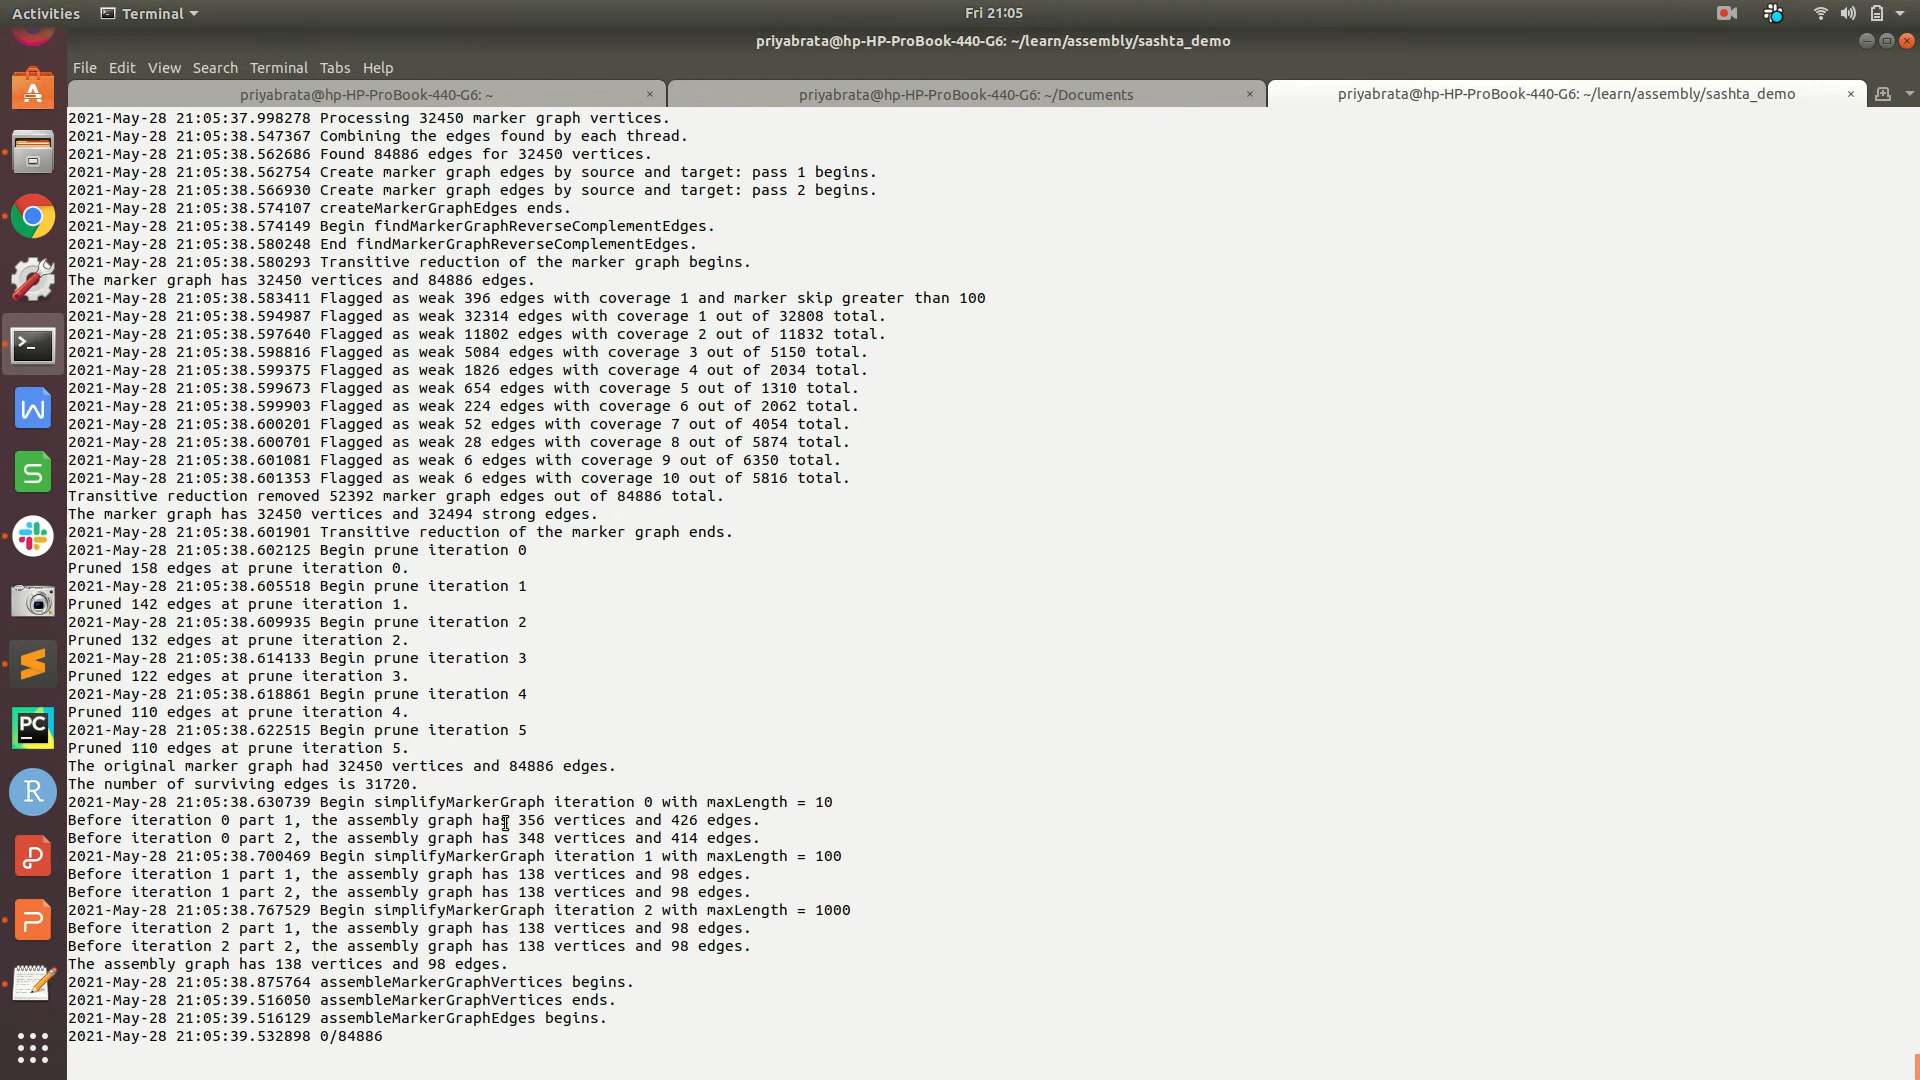 Activities Terminal Fri 21:05
priyabrata@hp-HP-ProBook-440-G6: ~/learn/assembly/sashta_demo
File Edit View Search Terminal Tabs Help
priyabrata@hp-HP-ProBook-440-G6: ~ × priyabrata@hp-HP-ProBook-440-G6: ~/Documents × priyabrata@hp-HP-ProBook-440-G6: ~/learn/assembly/sashta_demo ×
2021-May-28 21:05:37.998278 Processing 32450 marker graph vertices.
2021-May-28 21:05:38.547367 Combining the edges found by each thread.
2021-May-28 21:05:38.562686 Found 84886 edges for 32450 vertices.
2021-May-28 21:05:38.562754 Create marker graph edges by source and target: pass 1 begins.
2021-May-28 21:05:38.566930 Create marker graph edges by source and target: pass 2 begins.
2021-May-28 21:05:38.574107 createMarkerGraphEdges ends.
2021-May-28 21:05:38.574149 Begin findMarkerGraphReverseComplementEdges.
2021-May-28 21:05:38.580248 End findMarkerGraphReverseComplementEdges.
2021-May-28 21:05:38.580293 Transitive reduction of the marker graph begins.
The marker graph has 32450 vertices and 84886 edges.
2021-May-28 21:05:38.583411 Flagged as weak 396 edges with coverage 1 and marker skip greater than 100
2021-May-28 21:05:38.594987 Flagged as weak 32314 edges with coverage 1 out of 32808 total.
2021-May-28 21:05:38.597640 Flagged as weak 11802 edges with coverage 2 out of 11832 total.
2021-May-28 21:05:38.598816 Flagged as weak 5084 edges with coverage 3 out of 5150 total.
2021-May-28 21:05:38.599375 Flagged as weak 1826 edges with coverage 4 out of 2034 total.
2021-May-28 21:05:38.599673 Flagged as weak 654 edges with coverage 5 out of 1310 total.
2021-May-28 21:05:38.599903 Flagged as weak 224 edges with coverage 6 out of 2062 total.
2021-May-28 21:05:38.600201 Flagged as weak 52 edges with coverage 7 out of 4054 total.
2021-May-28 21:05:38.600701 Flagged as weak 28 edges with coverage 8 out of 5874 total.
2021-May-28 21:05:38.601081 Flagged as weak 6 edges with coverage 9 out of 6350 total.
2021-May-28 21:05:38.601353 Flagged as weak 6 edges with coverage 10 out of 5816 total.
Transitive reduction removed 52392 marker graph edges out of 84886 total.
The marker graph has 32450 vertices and 32494 strong edges.
2021-May-28 21:05:38.601901 Transitive reduction of the marker graph ends.
2021-May-28 21:05:38.602125 Begin prune iteration 0
Pruned 158 edges at prune iteration 0.
2021-May-28 21:05:38.605518 Begin prune iteration 1
Pruned 142 edges at prune iteration 1.
2021-May-28 21:05:38.609935 Begin prune iteration 2
Pruned 132 edges at prune iteration 2.
2021-May-28 21:05:38.614133 Begin prune iteration 3
Pruned 122 edges at prune iteration 3.
2021-May-28 21:05:38.618861 Begin prune iteration 4
Pruned 110 edges at prune iteration 4.
2021-May-28 21:05:38.622515 Begin prune iteration 5
Pruned 110 edges at prune iteration 5.
The original marker graph had 32450 vertices and 84886 edges.
The number of surviving edges is 31720.
2021-May-28 21:05:38.630739 Begin simplifyMarkerGraph iteration 0 with maxLength = 10
Before iteration 0 part 1, the assembly graph has 356 vertices and 426 edges.
Before iteration 0 part 2, the assembly graph has 348 vertices and 414 edges.
2021-May-28 21:05:38.700469 Begin simplifyMarkerGraph iteration 1 with maxLength = 100
Before iteration 1 part 1, the assembly graph has 138 vertices and 98 edges.
Before iteration 1 part 2, the assembly graph has 138 vertices and 98 edges.
2021-May-28 21:05:38.767529 Begin simplifyMarkerGraph iteration 2 with maxLength = 1000
Before iteration 2 part 1, the assembly graph has 138 vertices and 98 edges.
Before iteration 2 part 2, the assembly graph has 138 vertices and 98 edges.
The assembly graph has 138 vertices and 98 edges.
2021-May-28 21:05:38.875764 assembleMarkerGraphVertices begins.
2021-May-28 21:05:39.516050 assembleMarkerGraphVertices ends.
2021-May-28 21:05:39.516129 assembleMarkerGraphEdges begins.
2021-May-28 21:05:39.532898 0/84886